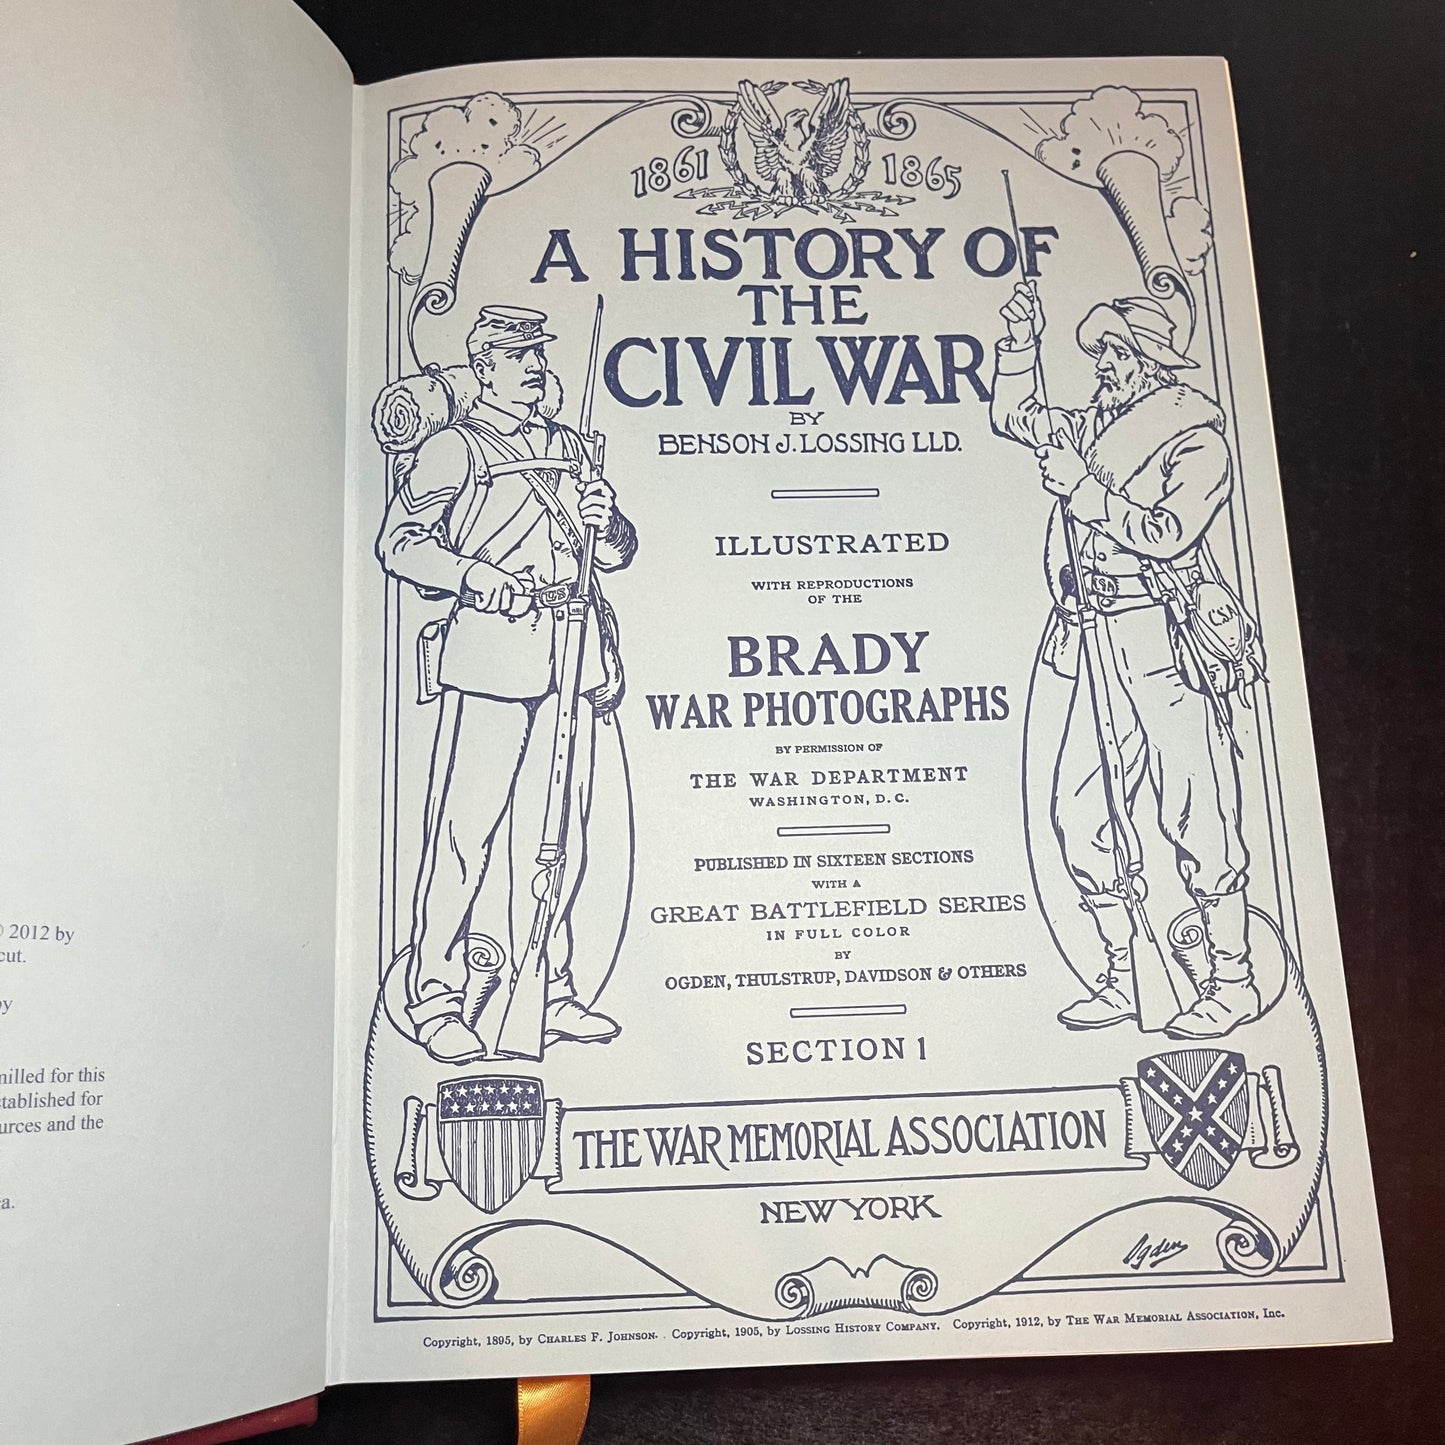 © 2012 by
cut.
by
milled for this
established for
urces and the
a.
1861 1865
A HISTORY OF
THE
CIVIL WAR
BY
BENSON J. LOSSING LLD.
ILLUSTRATED
WITH REPRODUCTIONS
OF THE
BRADY
WAR PHOTOGRAPHS
BY PERMISSION OF
THE WAR DEPARTMENT
WASHINGTON, D. C.
PUBLISHED IN SIXTEEN SECTIONS
WITH A
GREAT BATTLEFIELD SERIES
IN FULL COLOR
BY
OGDEN, THULSTRUP, DAVIDSON & OTHERS
SECTION 1
US
CSA
CSA
THE WAR MEMORIAL ASSOCIATION
NEW YORK
Ogden
Copyright, 1895, by CHARLES F. JOHNSON. . Copyright, 1905, by LOSSING HISTORY COMPANY. Copyright, 1912, by THE WAR MEMORIAL ASSOCIATION, Inc.